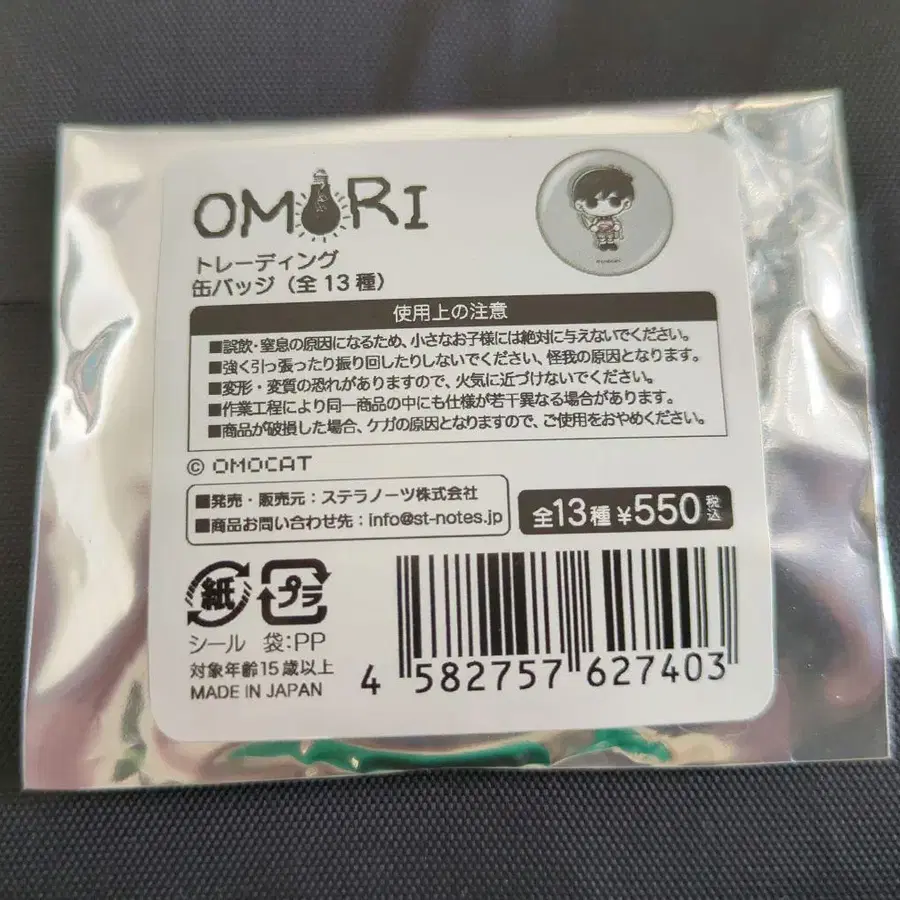 OMORI
トレーディング
缶バッジ（全13種）
使用上の注意
■誤飲・窒息の原因になるため、小さなお子様には絶対に与えないでください。
■強く引っ張ったり振り回したりしないでください、怪我の原因となります。
■変形・変質の恐れがありますので、火気に近づけないでください。
■作業工程により同一商品の中にも仕様が若干異なる場合があります。
■商品が破損した場合、ケガの原因となりますので、ご使用をおやめください。
© OMOCAT
■発売・販売元：ステラノーツ株式会社
■商品お問い合わせ先：info@st-notes.jp
全13種 ¥550 税込
紙 プラ
シール 袋:PP
対象年齢15歳以上
MADE IN JAPAN
4 582757 627403